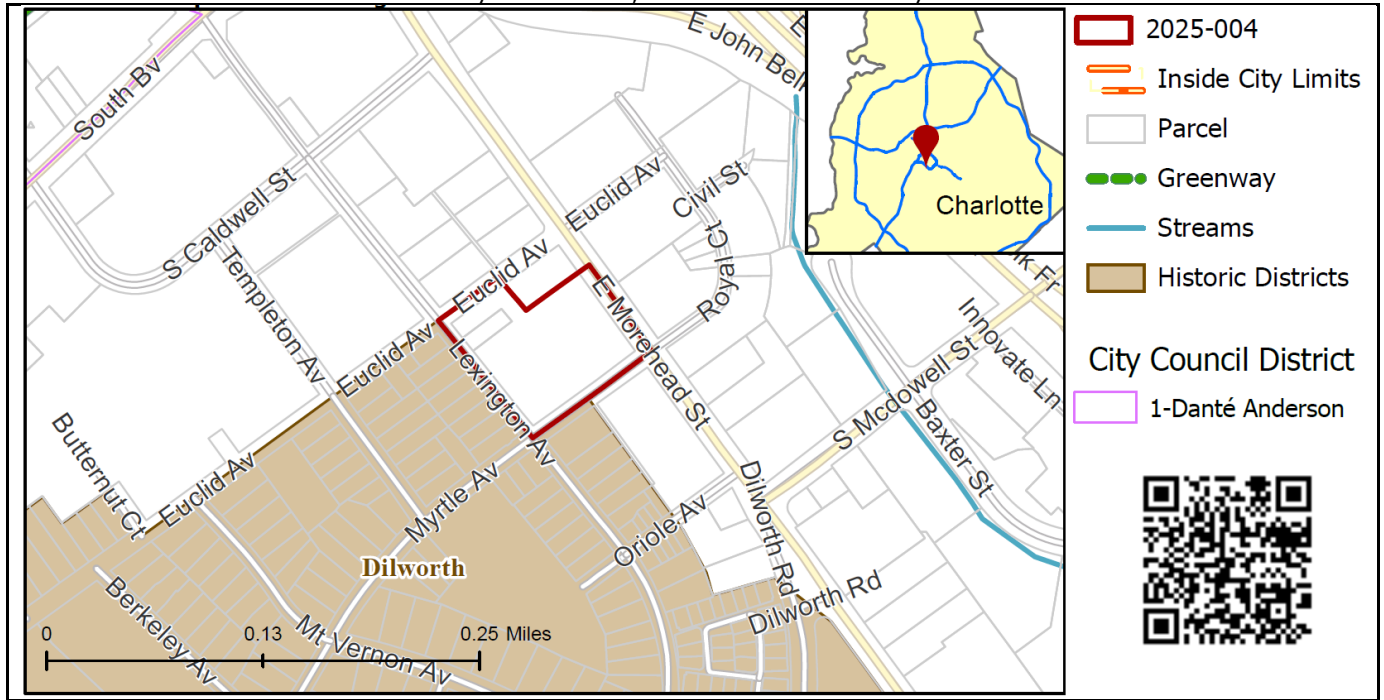 South Bv
E John Belk
E
S Caldwell St
Templeton Av
Euclid Av
Civil St
Royal Ct
Euclid Av
E Morehead St
Lexington Av
Euclid Av
Butternut Ct
Euclid Av
Myrtle Av
Oriole Av
Dilworth Rd
Dilworth Rd
S Mcdowell St
Baxter St
Innovate Ln
lk Fr
Dilworth
Berkeley Av
Mt Vernon Av
0 0.13 0.25 Miles
Charlotte
2025-004
Inside City Limits
Parcel
Greenway
Streams
Historic Districts
City Council District
1-Danté Anderson